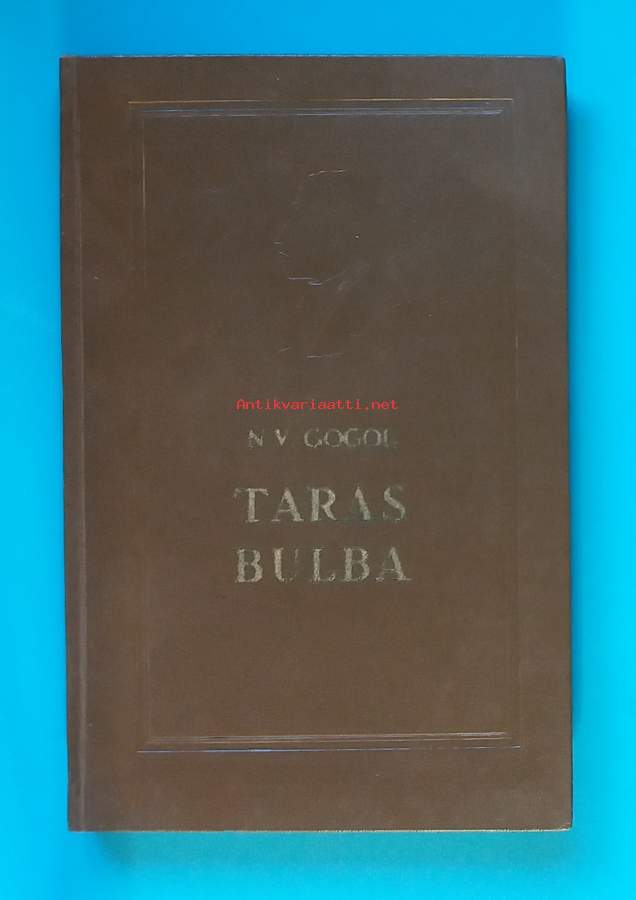 Antikvariaatti.net
N V GOGOL
TARAS
BULBA